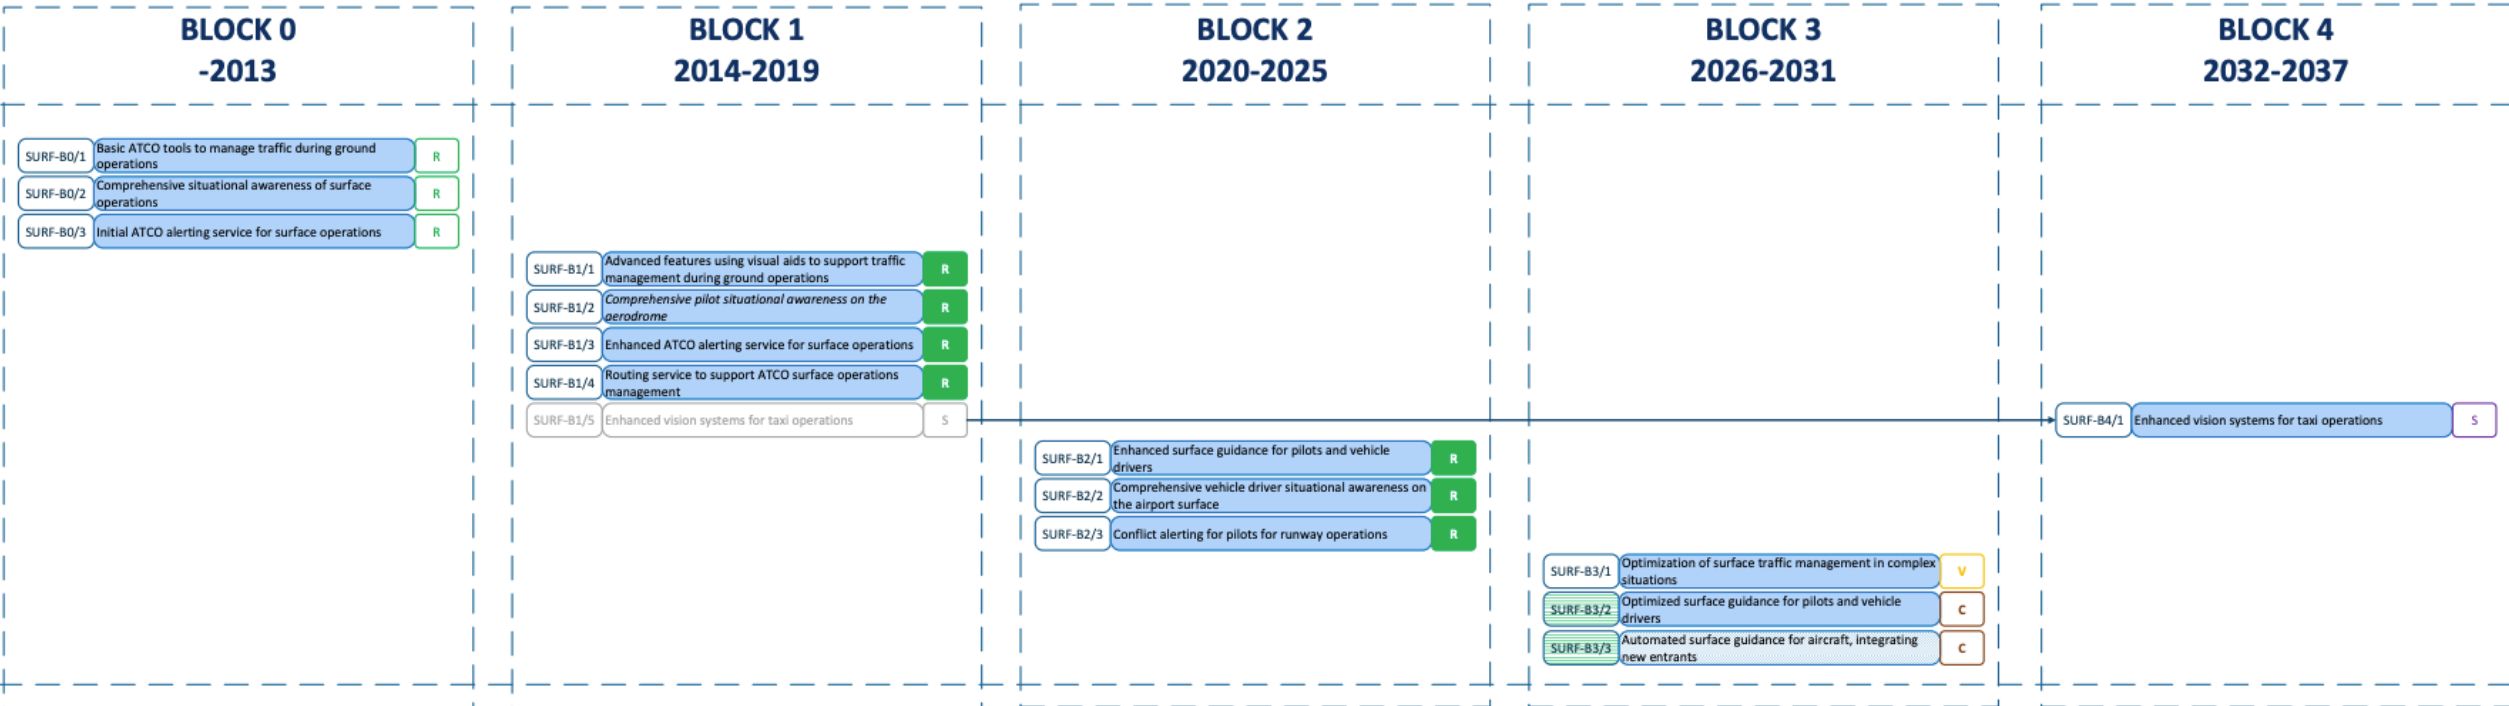 BLOCK 0
-2013
BLOCK 1
2014-2019
BLOCK 2
2020-2025
BLOCK 3
2026-2031
BLOCK 4
2032-2037
SURF-B0/1
Basic ATCO tools to manage traffic during ground
operations
R
SURF-B0/2
Comprehensive situational awareness of surface
operations
R
SURF-B0/3
Initial ATCO alerting service for surface operations
R
SURF-B1/1
Advanced features using visual aids to support traffic
management during ground operations
R
SURF-B1/2
Comprehensive pilot situational awareness on the
aerodrome
R
SURF-B1/3
Enhanced ATCO alerting service for surface operations
R
SURF-B1/4
Routing service to support ATCO surface operations
management
R
SURF-B1/5
Enhanced vision systems for taxi operations
S
SURF-B4/1
Enhanced vision systems for taxi operations
S
SURF-B2/1
Enhanced surface guidance for pilots and vehicle
drivers
R
SURF-B2/2
Comprehensive vehicle driver situational awareness on
the airport surface
R
SURF-B2/3
Conflict alerting for pilots for runway operations
R
SURF-B3/1
Optimization of surface traffic management in complex
situations
V
SURF-B3/2
Optimized surface guidance for pilots and vehicle
drivers
C
SURF-B3/3
Automated surface guidance for aircraft, integrating
new entrants
C